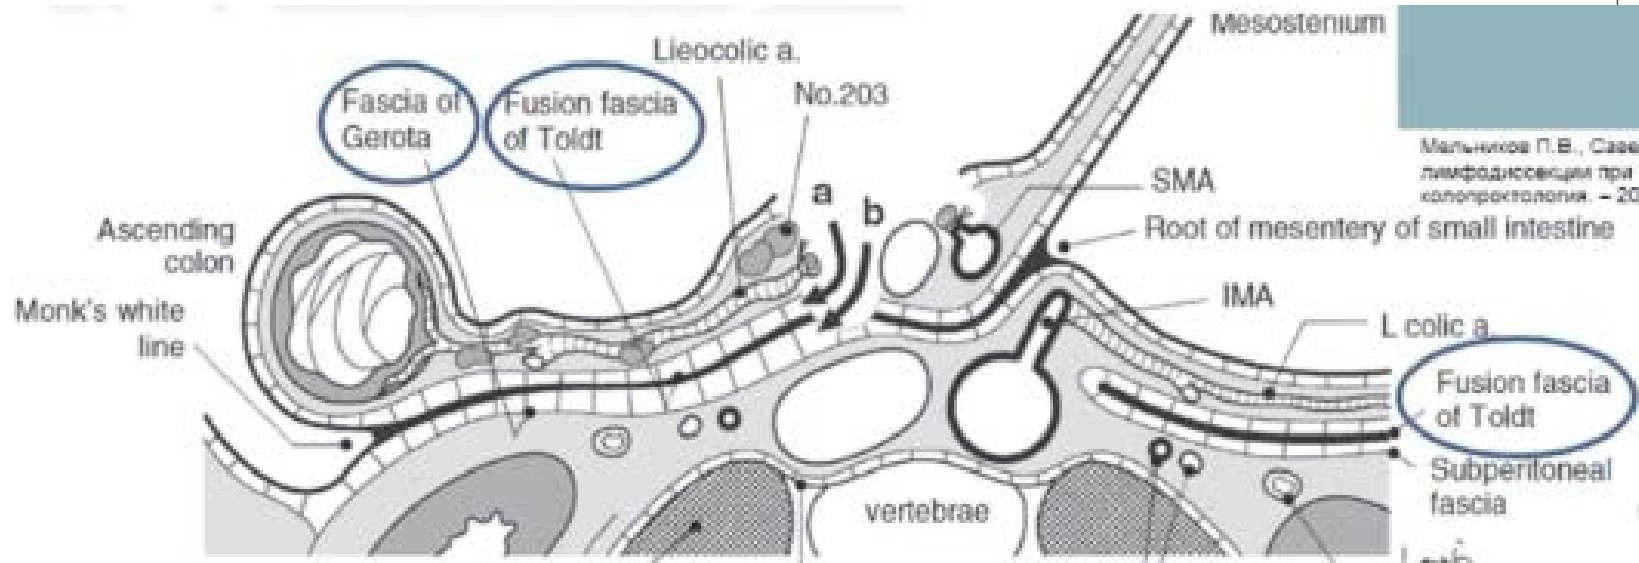 Mesostenium
Lieocolic a.
Fascia of
Gerota
Fusion fascia
of Toldt
No.203
Мельников П.В.,
лимфодиссекции при
колопроктология. – 20
a
b
SMA
Ascending
colon
Root of mesentery of small intestine
Monk's white
line
IMA
L colic a.
Fusion fascia
of Toldt
Subperitoneal
fascia
vertebrae